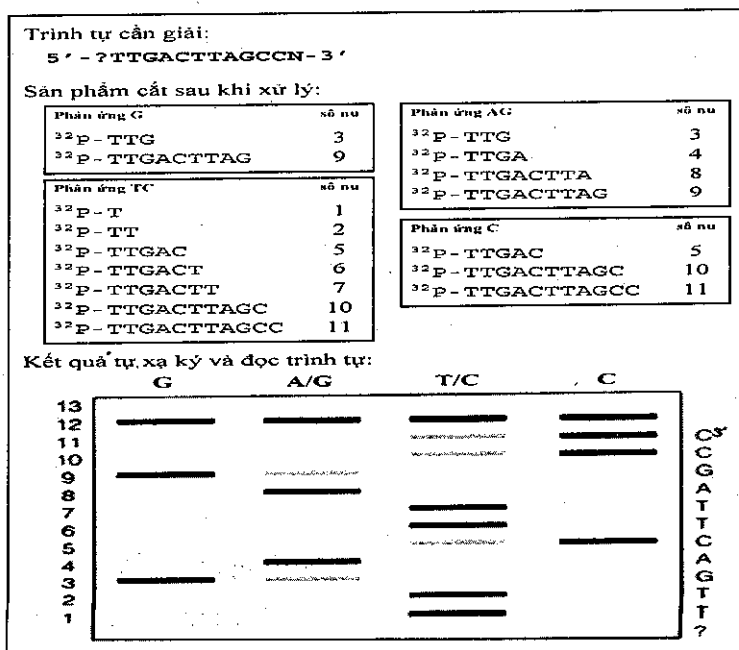 Trình tự cần giải:
5'-?TTGACTTAGCCN-3'
Sản phẩm cắt sau khi xử lý:
Phản ứng G số nu
³²P-TTG 3
³²P-TTGACTTAG 9
Phản ứng TC số nu
³²P-T 1
³²P-TT 2
³²P-TTGAC 5
³²P-TTGACT 6
³²P-TTGACTT 7
³²P-TTGACTTAGC 10
³²P-TTGACTTAGCC 11
Phản ứng AG số nu
³²P-TTG 3
³²P-TTGA 4
³²P-TTGACTTA 8
³²P-TTGACTTAG 9
Phản ứng C số nu
³²P-TTGAC 5
³²P-TTGACTTAGC 10
³²P-TTGACTTAGCC 11
Kết quả tự xạ ký và đọc trình tự:
G A/G T/C C
13
12
11
10
9
8
7
6
5
4
3
2
1
C3'
C
G
A
T
T
C
A
G
T
T
?